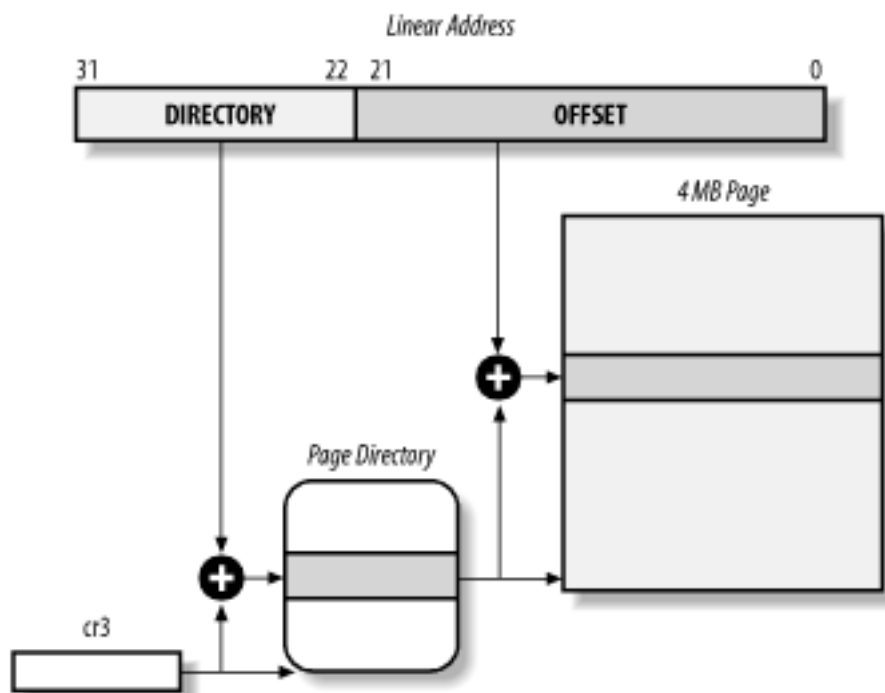 Linear Address
31 22 21 0
DIRECTORY OFFSET
4 MB Page
Page Directory
cr3